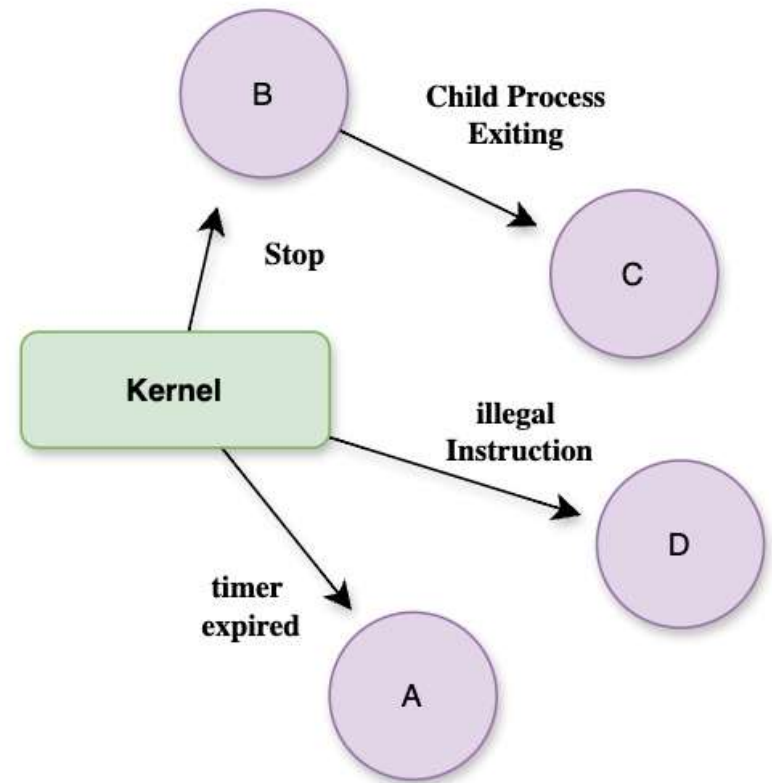 B
Child Process
Exiting
C
Stop
Kernel
illegal
Instruction
D
timer
expired
A